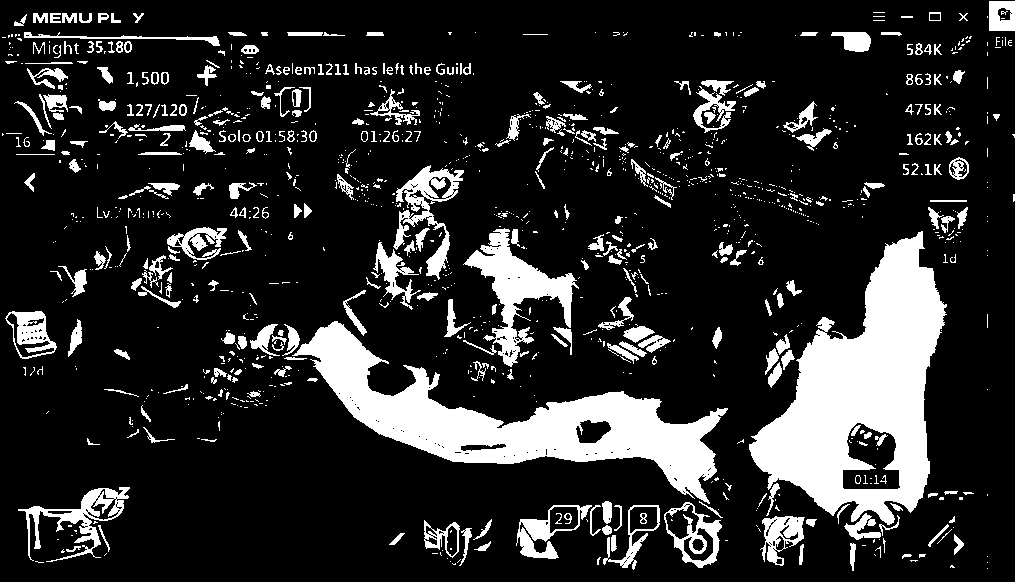 MEMU PL Y
File
Might 35,180
584K
Aselem1211 has left the Guild.
1,500
863K
127/120
475K
16
2
Solo 01:58:30
01:26:27
162K
52.1K
Lv.7 Mines
44:26
1d
12d
01:14
29
8